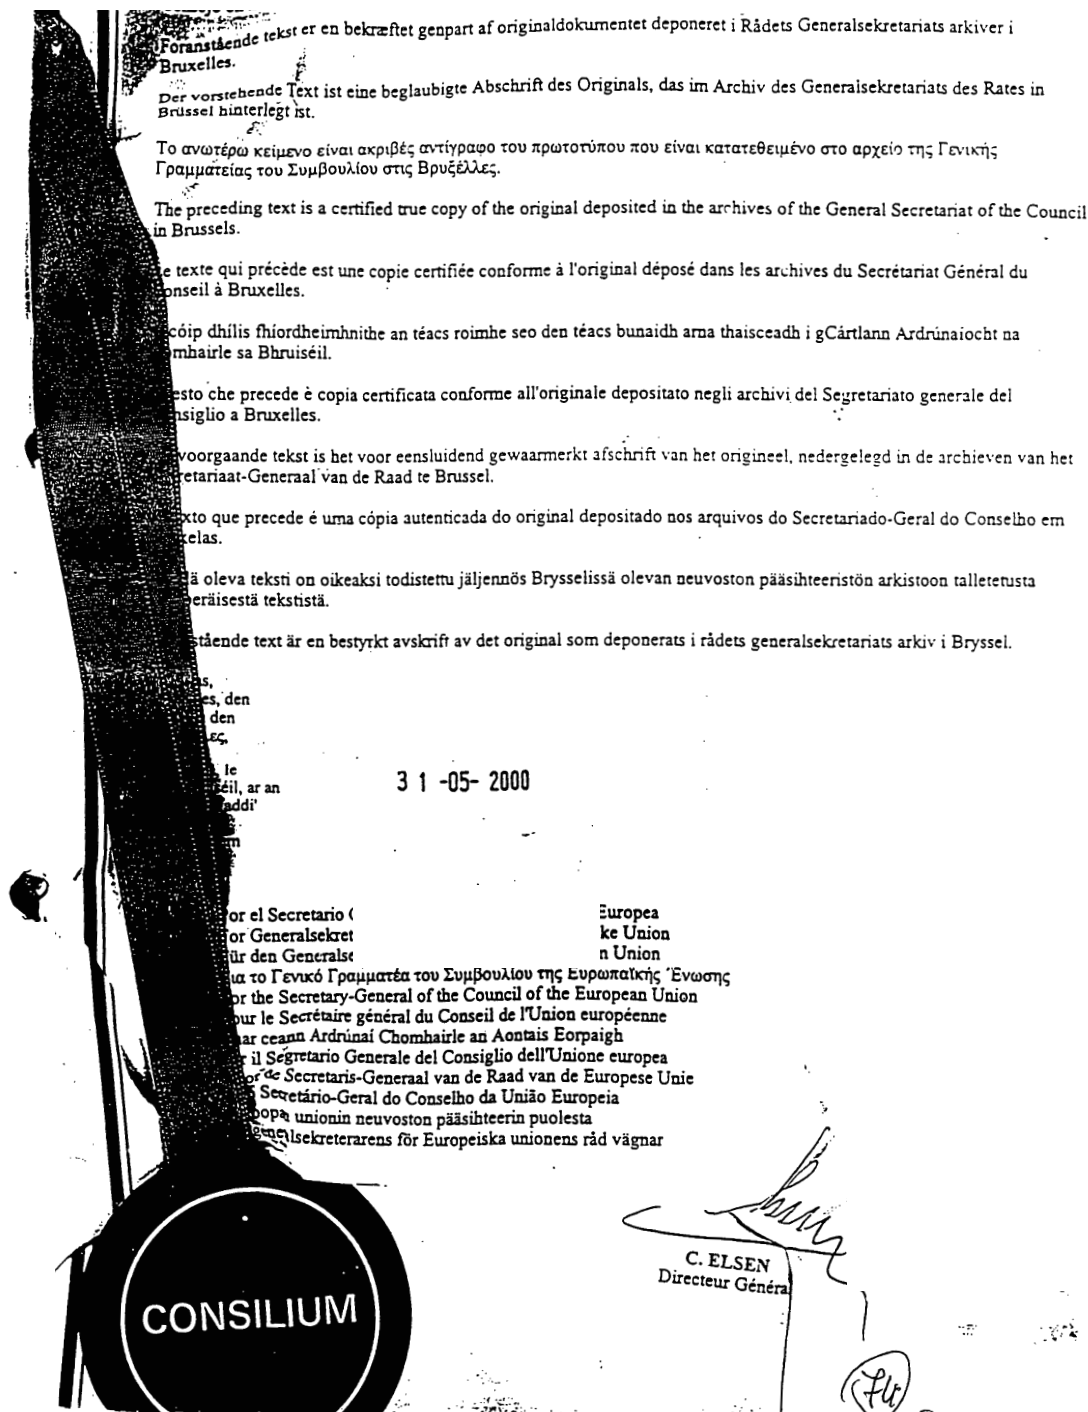 Foranstående tekst er en bekræftet genpart af originaldokumentet deponeret i Rådets Generalsekretariats arkiver i
Bruxelles.
Der vorstehende Text ist eine beglaubigte Abschrift des Originals, das im Archiv des Generalsekretariats des Rates in
Brüssel hinterlegt ist.
Το ανωτέρω κείμενο είναι ακριβές αντίγραφο του πρωτοτύπου που είναι κατατεθειμένο στο αρχείο της Γενικής
Γραμματείας του Συμβουλίου στις Βρυξέλλες.
The preceding text is a certified true copy of the original deposited in the archives of the General Secretariat of the Council
in Brussels.
e texte qui précède est une copie certifiée conforme à l'original déposé dans les archives du Secrétariat Général du
onseil à Bruxelles.
cóip dhílis fhíordheimhnithe an téacs roimhe seo den téacs bunaidh arna thaisceadh i gCártlann Ardrúnaíocht na
mhairle sa Bhruiséil.
esto che precede è copia certificata conforme all'originale depositato negli archivi del Segretariato generale del
nsiglio a Bruxelles.
voorgaande tekst is het voor eensluidend gewaarmerkt afschrift van het origineel, nedergelegd in de archieven van het
retariaat-Generaal van de Raad te Brussel.
xto que precede é uma cópia autenticada do original depositado nos arquivos do Secretariado-Geral do Conselho em
elas.
ä oleva teksti on oikeaksi todistettu jäljennös Brysselissä olevan neuvoston pääsihteeristön arkistoon talletetusta
eräisestä tekstistä.
stående text är en bestyrkt avskrift av det original som deponerats i rådets generalsekretariats arkiv i Bryssel.
s,
es, den
den
ες,
le
éil, ar an
addi'
m
31 -05- 2000
or el Secretario Europea
or Generalsekret ke Union
ür den Generalse n Union
ια το Γενικό Γραμματέα του Συμβουλίου της Ευρωπαϊκής Ένωσης
or the Secretary-General of the Council of the European Union
our le Secrétaire général du Conseil de l'Union européenne
har ceann Ardrúnaí Chomhairle an Aontais Eorpaigh
r il Segretario Generale del Consiglio dell'Unione europea
or de Secretaris-Generaal van de Raad van de Europese Unie
Secretário-Geral do Conselho da União Europeia
opa unionin neuvoston pääsihteerin puolesta
generalsekreterarens för Europeiska unionens råd vägnar
C. ELSEN
Directeur Généra
CONSILIUM